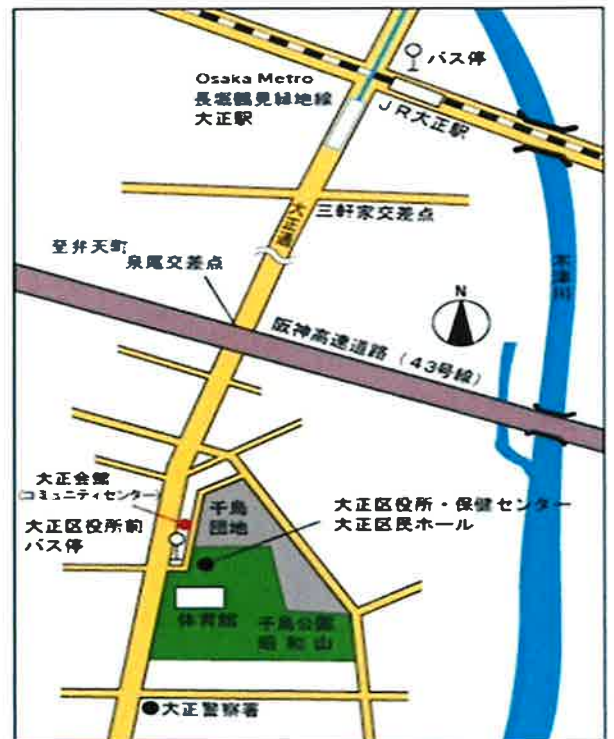 バス停
Osaka Metro
長堀鶴見緑地線
大正駅
JR大正駅
三軒家交差点
大正通
至弁天町
泉尾交差点
木津川
N
阪神高速道路（43号線）
大正会館
(コミュニティセンター)
千島
団地
大正区役所・保健センター
大正区民ホール
大正区役所前
バス停
体育館
千島公園
昭和山
大正警察署